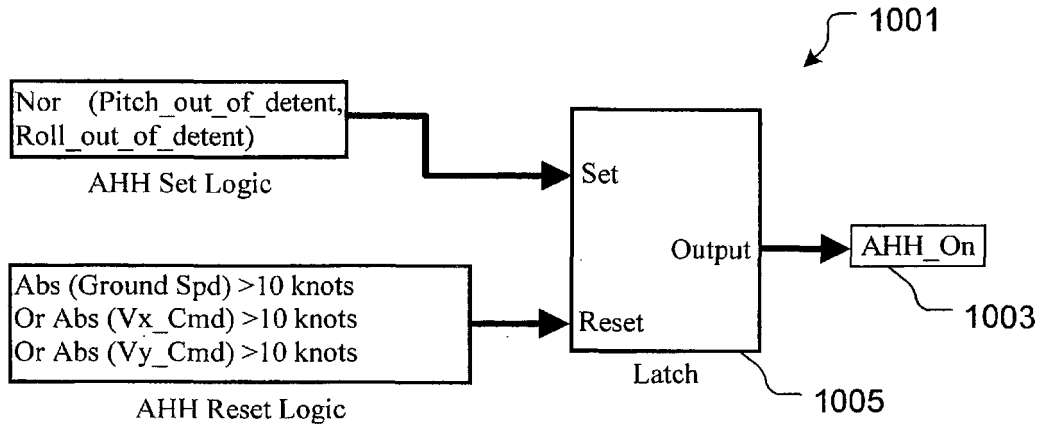 1001
Nor (Pitch_out_of_detent,
Roll_out_of_detent)
AHH Set Logic
Set
Output
AHH_On
1003
Abs (Ground Spd) >10 knots
Or Abs (Vx_Cmd) >10 knots
Or Abs (Vy_Cmd) >10 knots
Reset
Latch
1005
AHH Reset Logic